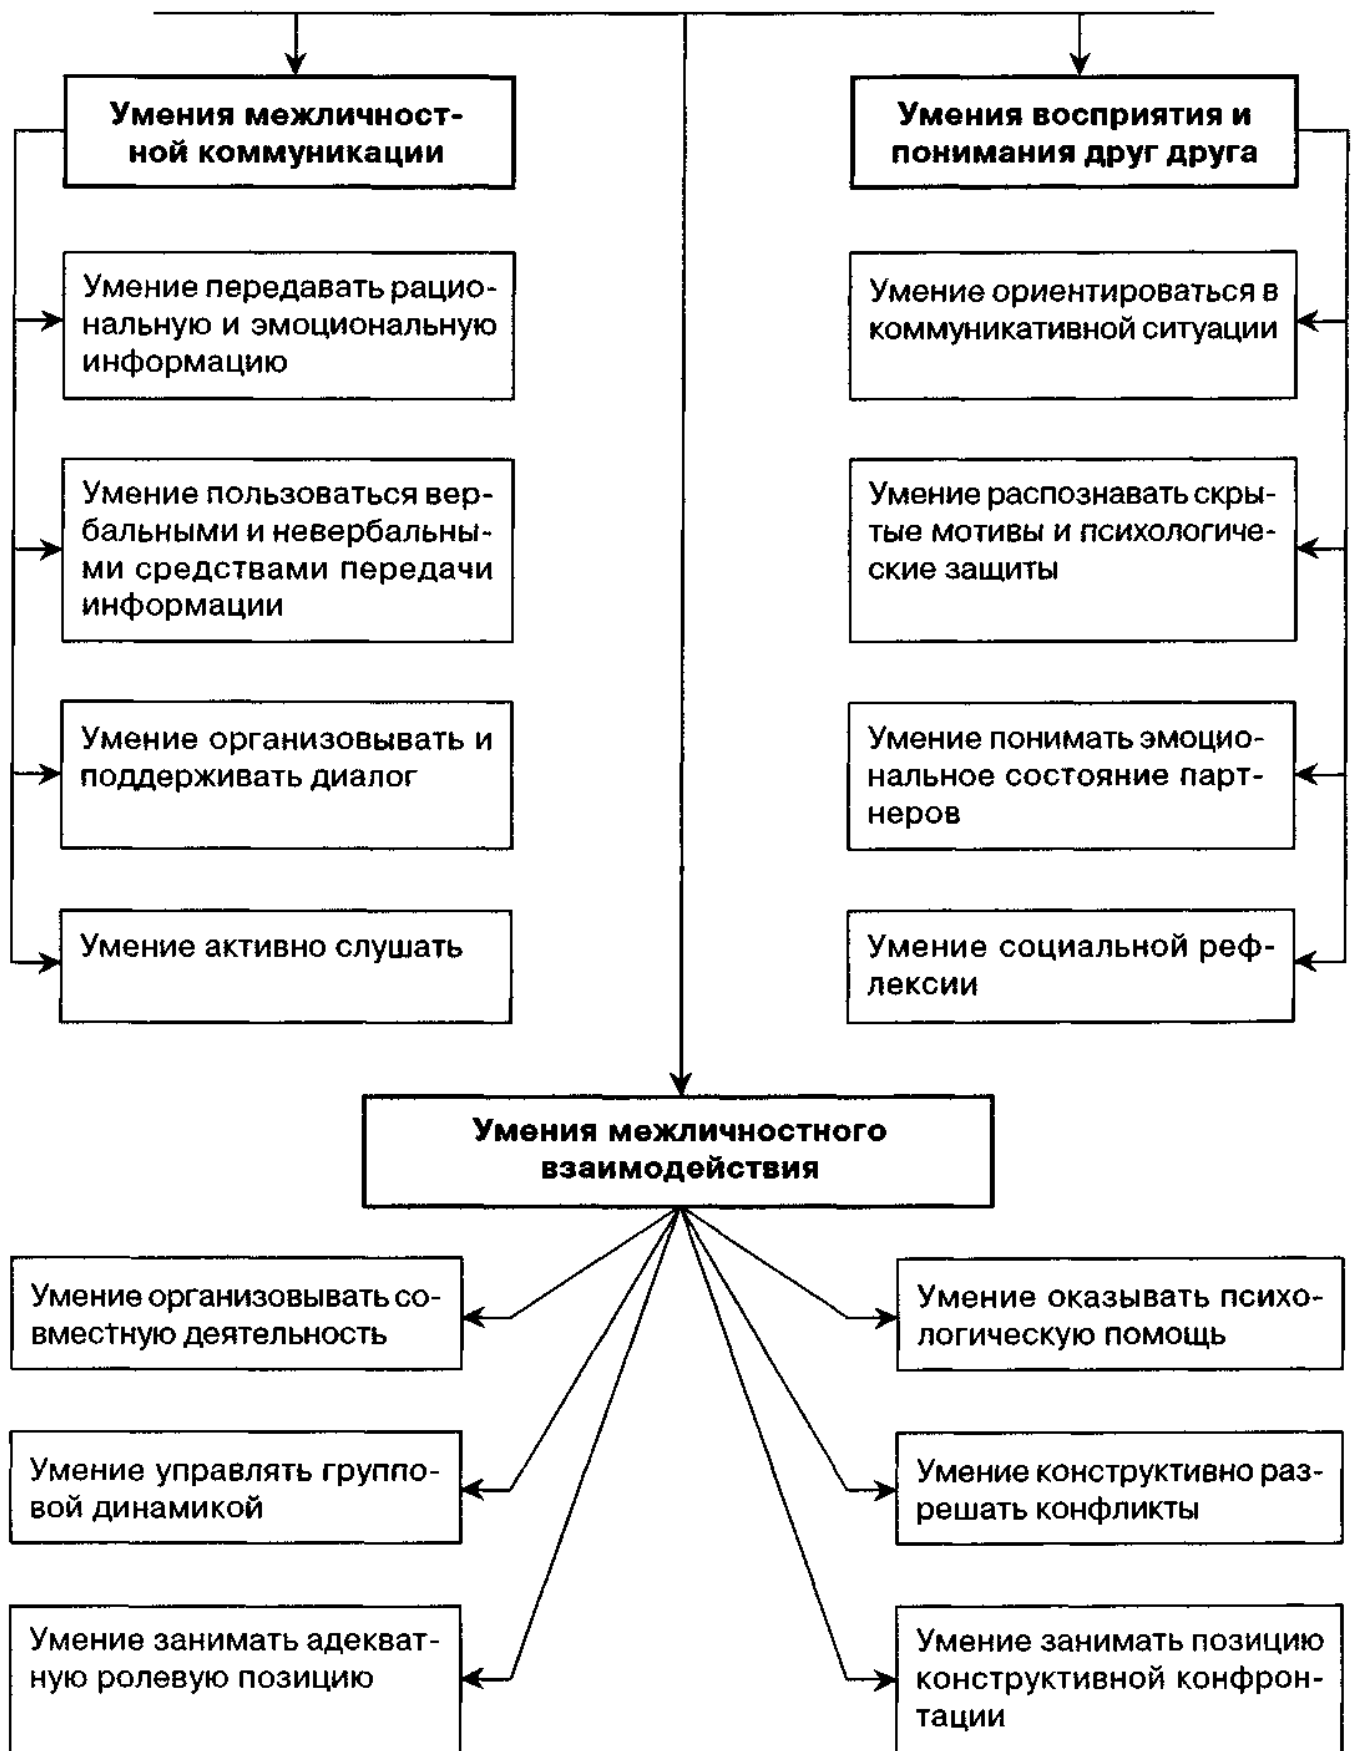 Умения межличност-
ной коммуникации
Умение передавать рацио-
нальную и эмоциональную
информацию
Умение пользоваться вер-
бальными и невербальны-
ми средствами передачи
информации
Умение организовывать и
поддерживать диалог
Умение активно слушать
Умения восприятия и
понимания друг друга
Умение ориентироваться в
коммуникативной ситуации
Умение распознавать скры-
тые мотивы и психологиче-
ские защиты
Умение понимать эмоцио-
нальное состояние парт-
неров
Умение социальной реф-
лексии
Умения межличностного
взаимодействия
Умение организовывать со-
вместную деятельность
Умение управлять группо-
вой динамикой
Умение занимать адекват-
ную ролевую позицию
Умение оказывать психо-
логическую помощь
Умение конструктивно раз-
решать конфликты
Умение занимать позицию
конструктивной конфрон-
тации